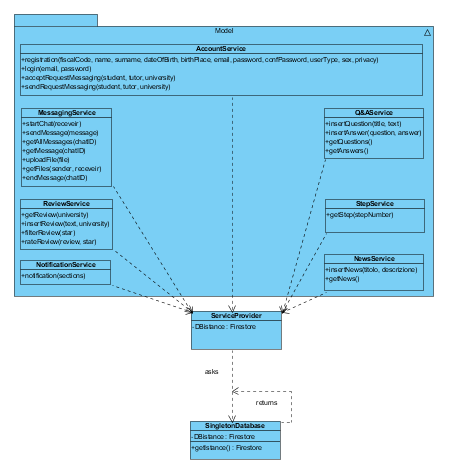 Model
AccountService
+registration(fiscalCode, name, surname, dateOfBirth, birthPlace, email, password, confPassword, userType, sex, privacy)
+login(email, password)
+acceptRequestMessaging(student, tutor, university)
+sendRequestMessaging(student, tutor, university)
MessagingService
+startChat(receveir)
+sendMessage(message)
+getAllMessages(chatID)
+getMessage(chatID)
+uploadFile(file)
+getFiles(sender, receveir)
+endMessage(chatID)
Q&AService
+insertQuestion(title, text)
+insertAnswer(question, answer)
+getQuestions()
+getAnswers()
ReviewService
+getReview(university)
+insertReview(text, university)
+filterReview(star)
+rateReview(review, star)
StepService
+getStep(stepNumber)
NotificationService
+notification(sections)
NewsService
+insertNews(titolo, descrizione)
+getNews()
ServiceProvider
-DBistance : Firestore
asks
returns
SingletonDatabase
-DBistance : Firestore
+getIstance() : Firestore